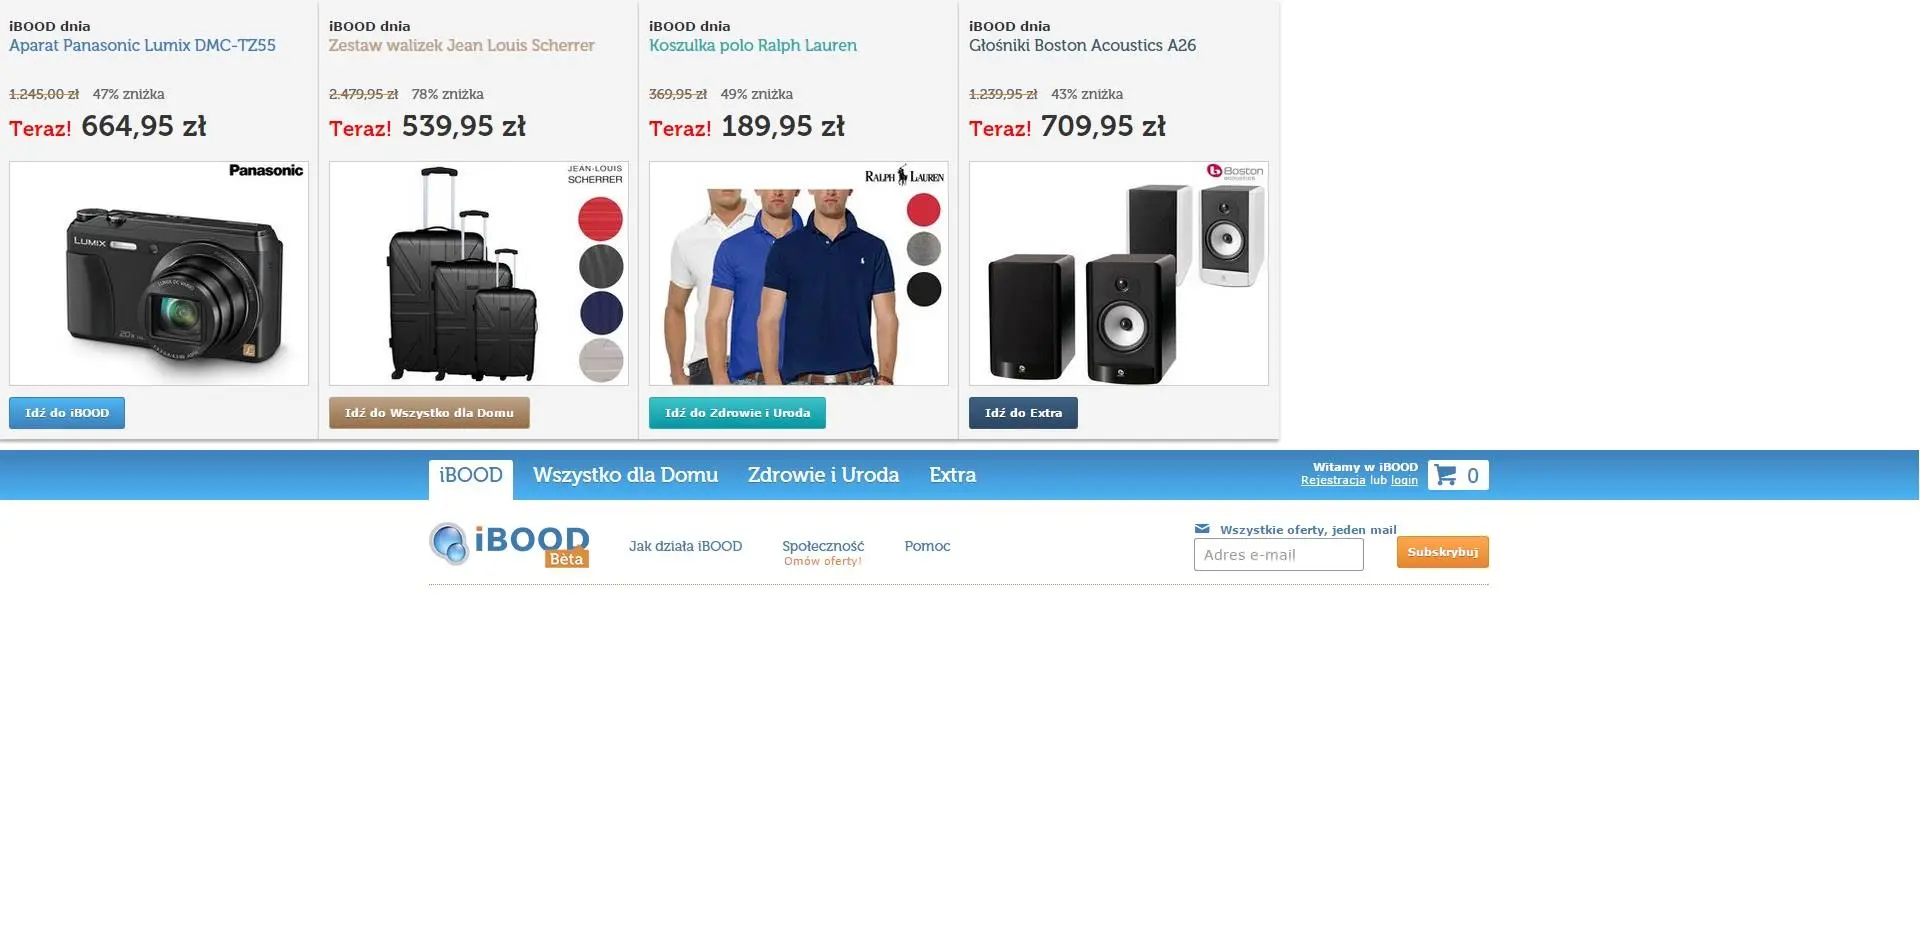 iBOOD dnia
Aparat Panasonic Lumix DMC-TZ55
1.245,00 zł 47% zniżka
Teraz! 664,95 zł
Panasonic
LUMIX
Idź do iBOOD
iBOOD dnia
Zestaw walizek Jean Louis Scherrer
2.479,95 zł 78% zniżka
Teraz! 539,95 zł
JEAN-LOUIS
SCHERRER
Idź do Wszystko dla Domu
iBOOD dnia
Koszulka polo Ralph Lauren
369,95 zł 49% zniżka
Teraz! 189,95 zł
RALPH LAUREN
Idź do Zdrowie i Uroda
iBOOD dnia
Głośniki Boston Acoustics A26
1.239,95 zł 43% zniżka
Teraz! 709,95 zł
Boston
acoustics
Idź do Extra
iBOOD Wszystko dla Domu Zdrowie i Uroda Extra
Witamy w iBOOD
Rejestracja lub login
0
iBOOD
Bèta
Jak działa iBOOD
Społeczność
Omów oferty!
Pomoc
Wszystkie oferty, jeden mail
Adres e-mail
Subskrybuj